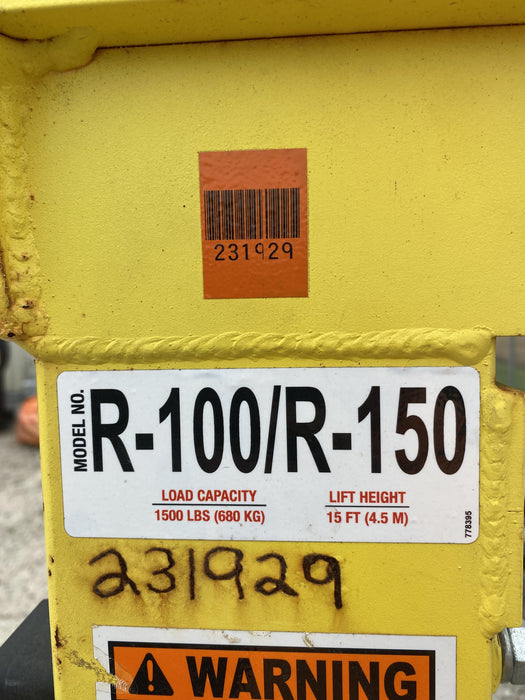 231929
MODEL NO. R-100/R-150
LOAD CAPACITY
1500 LBS (680 KG)
LIFT HEIGHT
15 FT (4.5 M)
778395
231929
WARNING